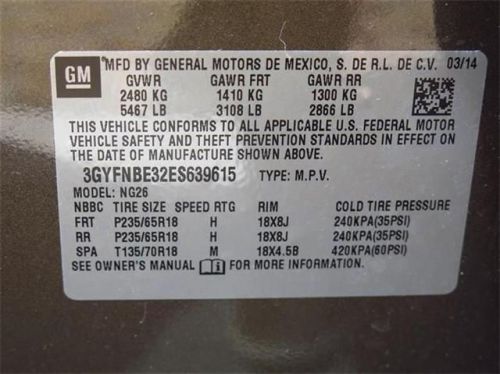 GM MFD BY GENERAL MOTORS DE MEXICO, S. DE R.L. DE C.V. 03/14
GVWR GAWR FRT GAWR RR
2480 KG 1410 KG 1300 KG
5467 LB 3108 LB 2866 LB
THIS VEHICLE CONFORMS TO ALL APPLICABLE U.S. FEDERAL MOTOR
VEHICLE SAFETY AND THEFT PREVENTION STANDARDS IN EFFECT ON
THE DATE OF MANUFACTURE SHOWN ABOVE.
3GYFNBE32ES639615 TYPE: M.P.V.
MODEL: NG26
NBBC TIRE SIZE SPEED RTG RIM COLD TIRE PRESSURE
FRT P235/65R18 H 18X8J 240KPA(35PSI)
RR P235/65R18 H 18X8J 240KPA(35PSI)
SPA T135/70R18 M 18X4.5B 420KPA(60PSI)
SEE OWNER'S MANUAL FOR MORE INFORMATION.